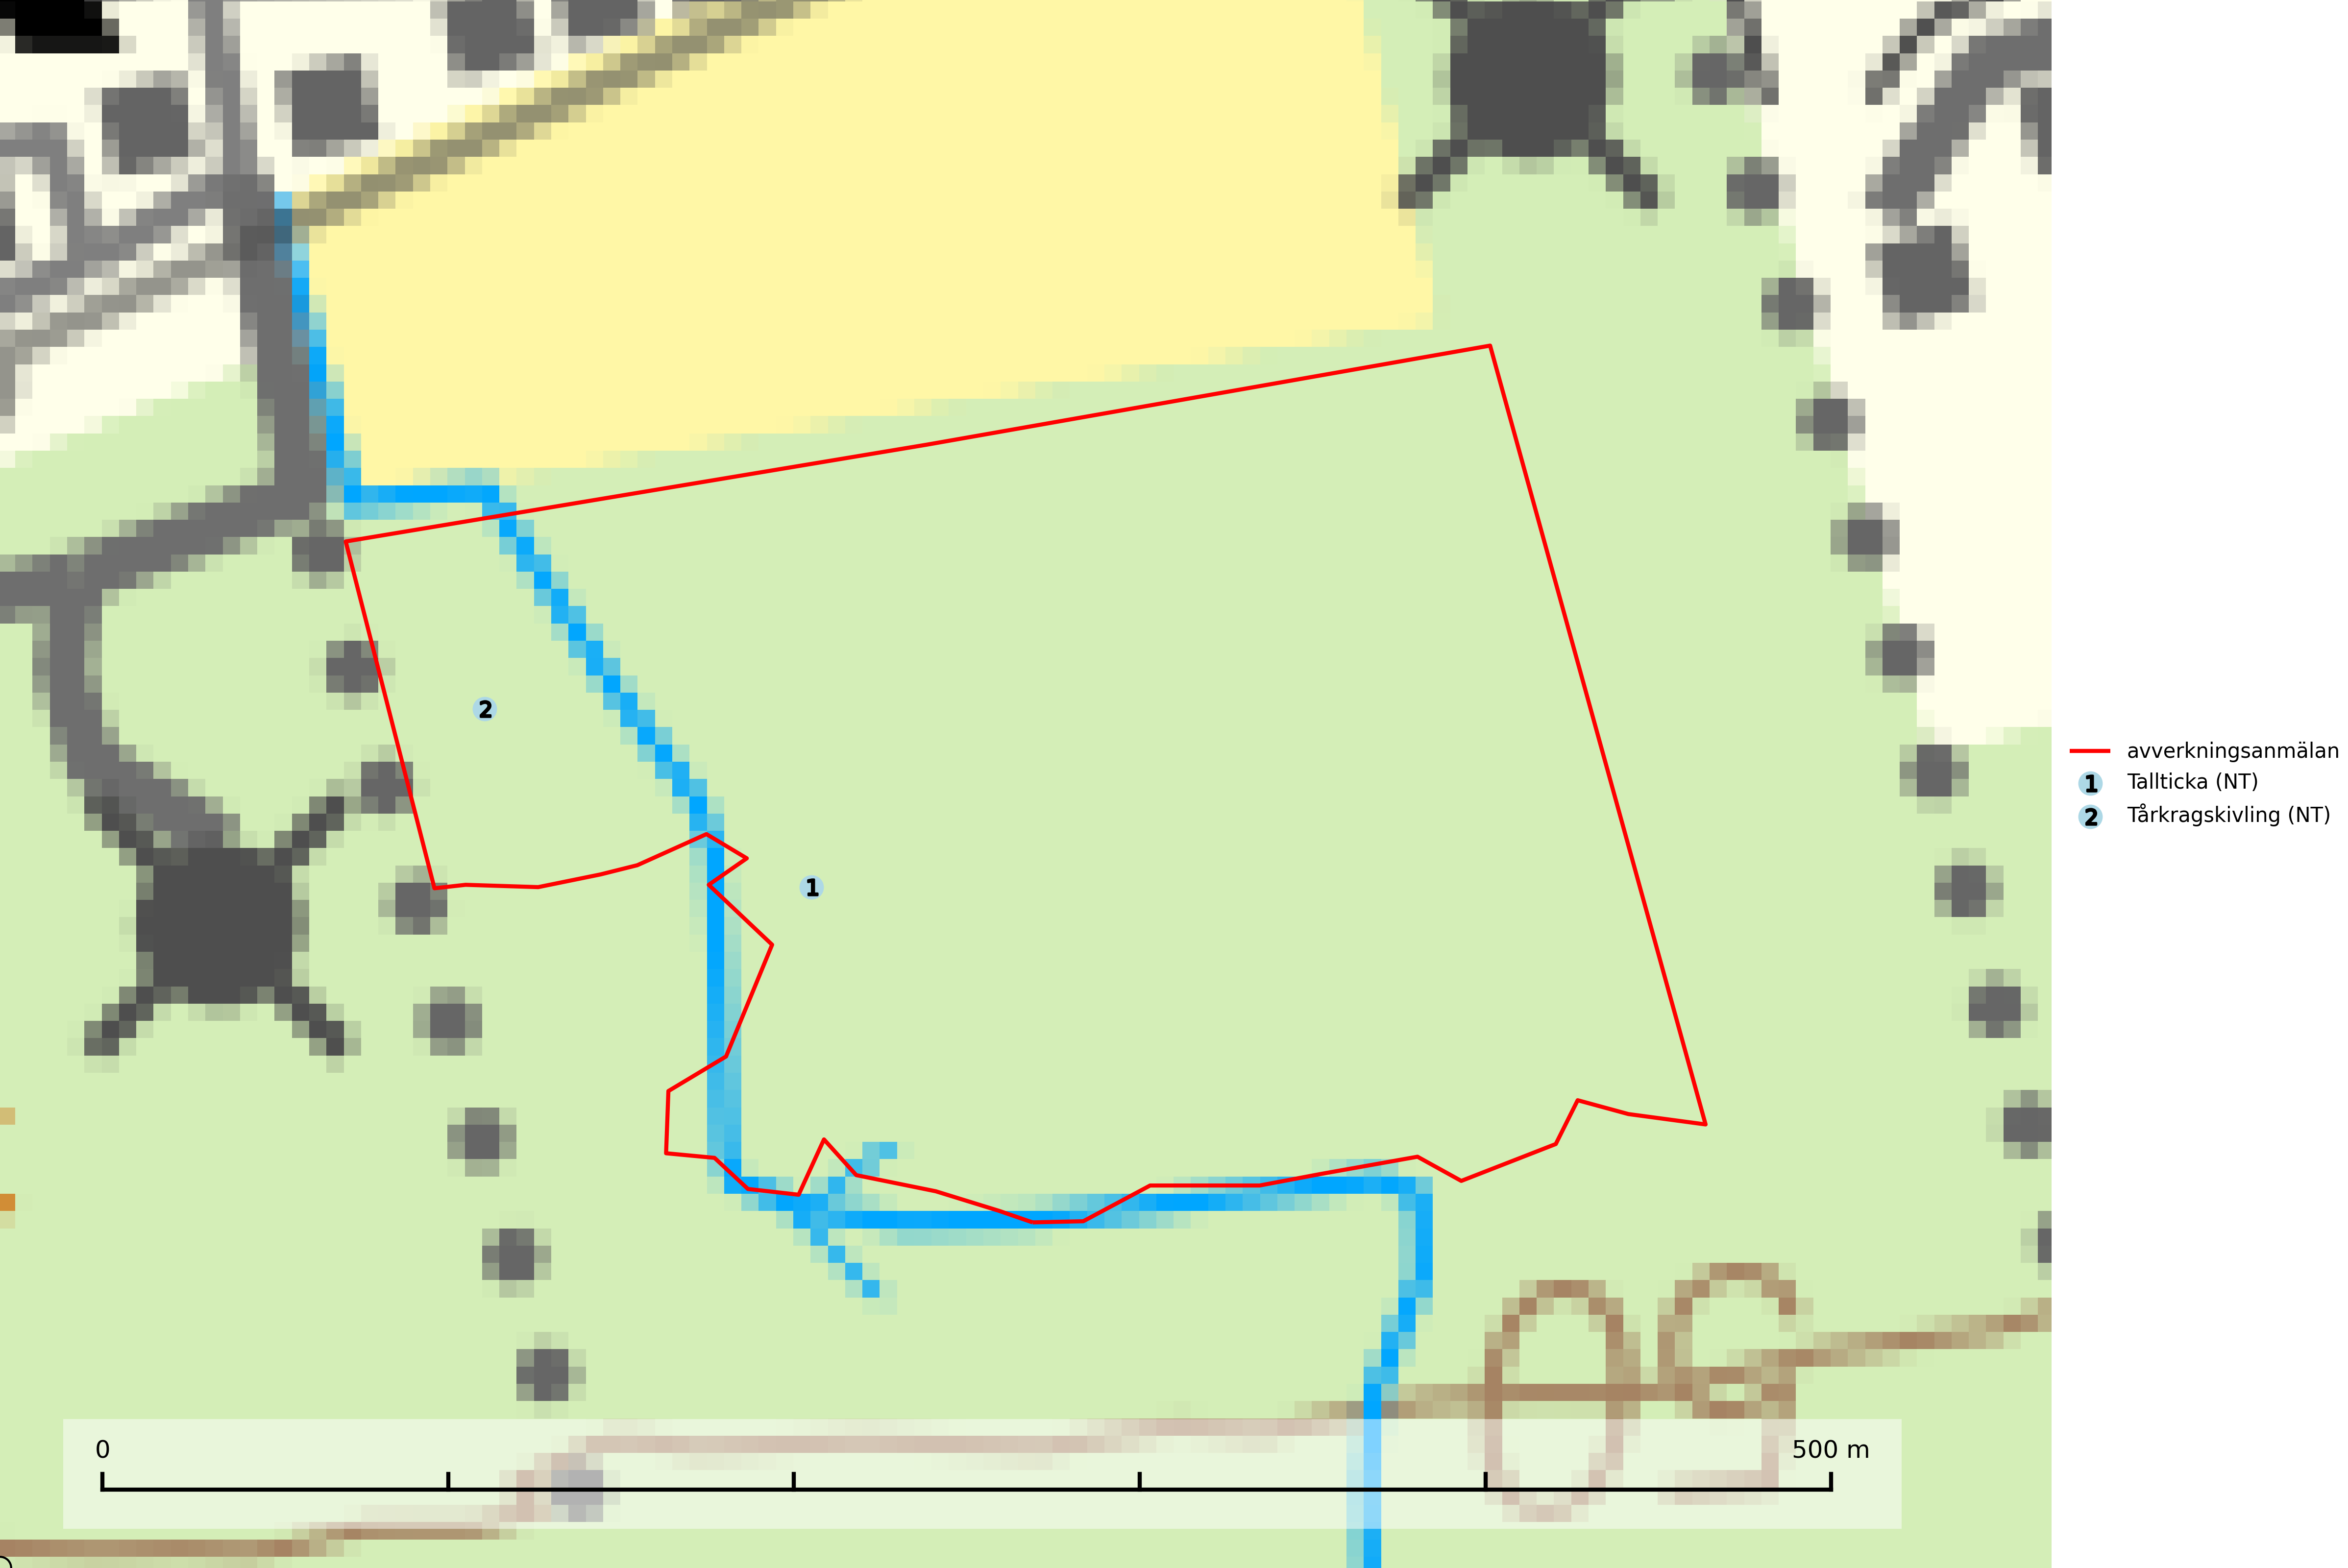 2
1
avverkningsanmälan
1 Tallticka (NT)
2 Tårkragskivling (NT)
0 500 m